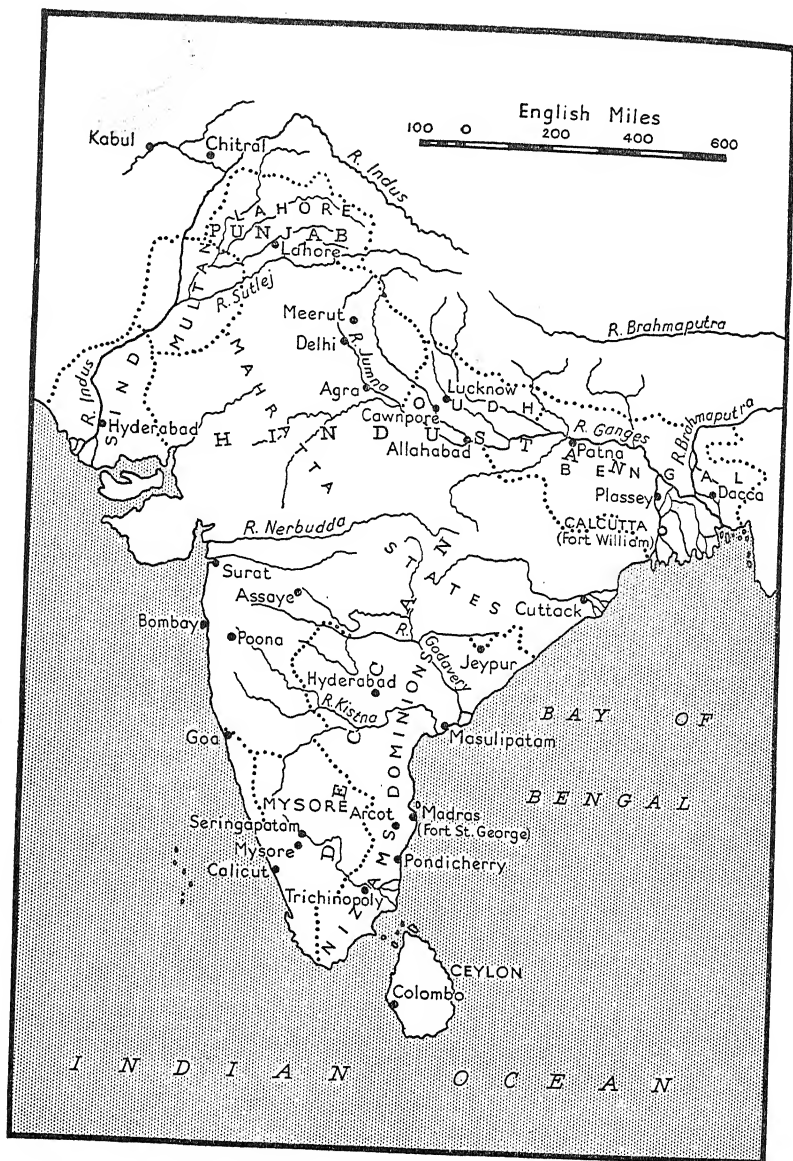 English Miles
100 0 200 400 600
Kabul
Chitral
R. Indus
LAHORE
PUNJAB
Lahore
MULTAN
R. Sutlej
R. Brahmaputra
Meerut
Delhi
R. Jumna
R. Indus
SIND
MAHRATTA
Agra
Lucknow
OUDH
Cawnpore
R. Ganges
R. Brahmaputra
Hyderabad
HINDUSTAN
Allahabad
Patna
BENGAL
Plassey
Dacca
R. Nerbudda
CALCUTTA
(Fort William)
STATES
Surat
Assaye
Cuttack
Bombay
Poona
R. Godavery
Jeypur
Hyderabad
R. Kistna
BAY OF
Goa
Masulipatam
DECCAN
NIZAMS DOMINIONS
BENGAL
MYSORE
Arcot
Madras
(Fort St. George)
Seringapatam
Mysore
Pondicherry
Calicut
Trichinopoly
CEYLON
Colombo
INDIAN OCEAN